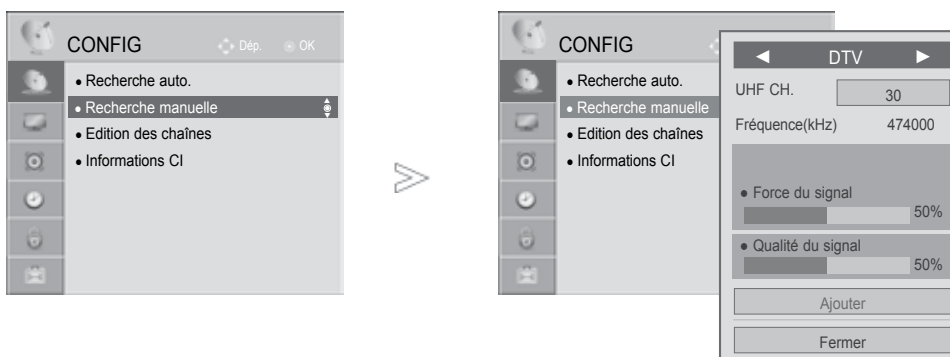 CONFIG
Dép. OK
• Recherche auto.
• Recherche manuelle
• Edition des chaînes
• Informations CI
CONFIG
• Recherche auto.
• Recherche manuelle
• Edition des chaînes
• Informations CI
◄ DTV ►
UHF CH. 30
Fréquence(kHz) 474000
• Force du signal
50%
• Qualité du signal
50%
Ajouter
Fermer